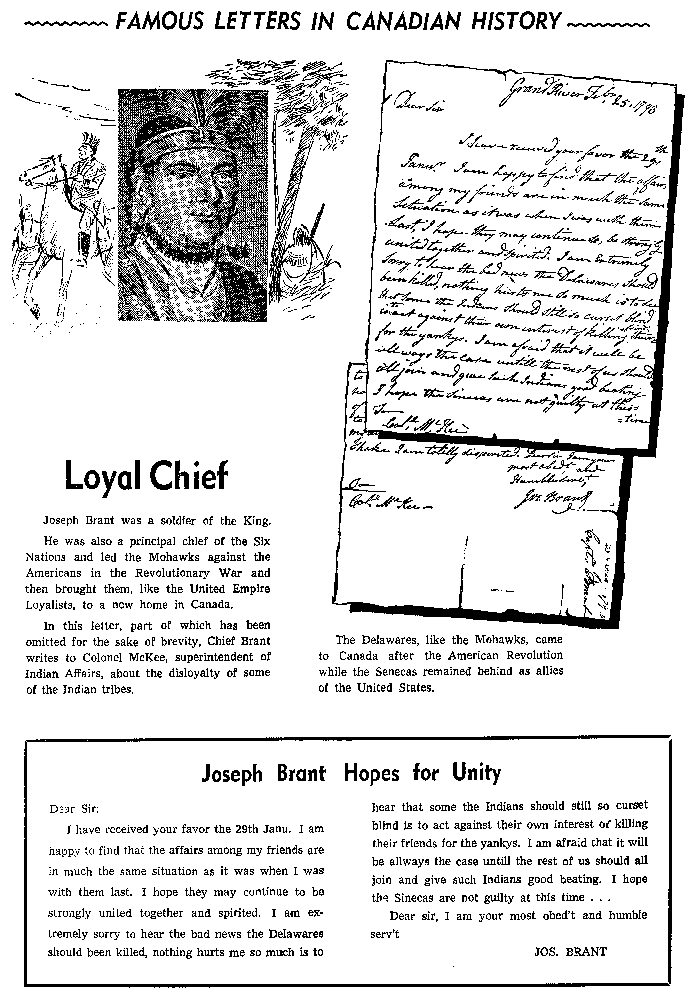 FAMOUS LETTERS IN CANADIAN HISTORY
Grand River Febr. 25, 1793
Dear Sir
I have received your favor the 29th
Janur. I am happy to find that the affairs
among my friends are in much the same
Situation as it was when I was with them
Last, I hope they may continue to, be strongly
united together and spirited. I am Extremely
Sorry to hear the bad news the Delawares should
been killed, nothing hurts me so much is to see
that some the Indians should still so curset blind
is to act against their own interest of killing their friends
for the yankys. I am afraid that it will be
allways the case untill the rest of us should
all join and give such Indians good beating
I hope the Sinecas are not guilty at this
time
To
Col. McKee
to
no
of
to
my
shake I am totally dispirited. Dear sir I am your
most obedt and
Humble Servt
Jos. Brant
To
Col. McKee
Capt. Brant
Loyal Chief
Joseph Brant was a soldier of the King.
He was also a principal chief of the Six
Nations and led the Mohawks against the
Americans in the Revolutionary War and
then brought them, like the United Empire
Loyalists, to a new home in Canada.
In this letter, part of which has been
omitted for the sake of brevity, Chief Brant
writes to Colonel McKee, superintendent of
Indian Affairs, about the disloyalty of some
of the Indian tribes.
The Delawares, like the Mohawks, came
to Canada after the American Revolution
while the Senecas remained behind as allies
of the United States.
Joseph Brant Hopes for Unity
Dear Sir:
I have received your favor the 29th Janu. I am
happy to find that the affairs among my friends are
in much the same situation as it was when I was
with them last. I hope they may continue to be
strongly united together and spirited. I am ex-
tremely sorry to hear the bad news the Delawares
should been killed, nothing hurts me so much is to
hear that some the Indians should still so curset
blind is to act against their own interest of killing
their friends for the yankys. I am afraid that it will
be allways the case untill the rest of us should all
join and give such Indians good beating. I hope
the Sinecas are not guilty at this time . . .
Dear sir, I am your most obed't and humble
serv't
JOS. BRANT